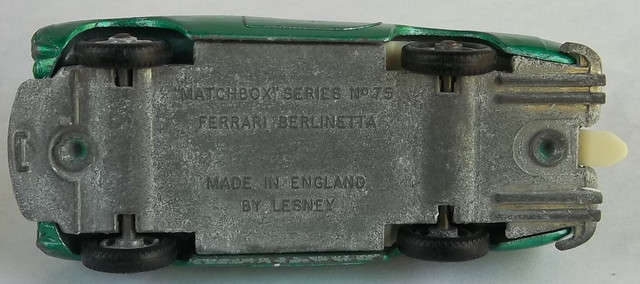 "MATCHBOX" SERIES Nº 75
FERRARI BERLINETTA
MADE IN ENGLAND
BY LESNEY